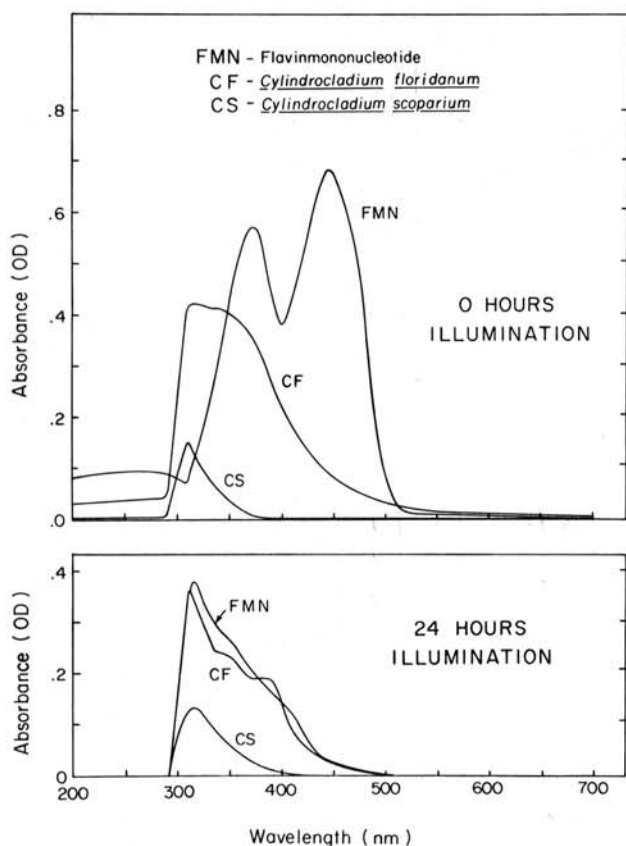 FMN - Flavinmononucleotide
CF - Cylindrocladium floridanum
CS - Cylindrocladium scoparium
.8
.6
.4
.2
.0
Absorbance (OD)
FMN
CF
CS
0 HOURS
ILLUMINATION
.4
.2
0
Absorbance (OD)
FMN
CF
CS
24 HOURS
ILLUMINATION
200 300 400 500 600 700
Wavelength (nm)